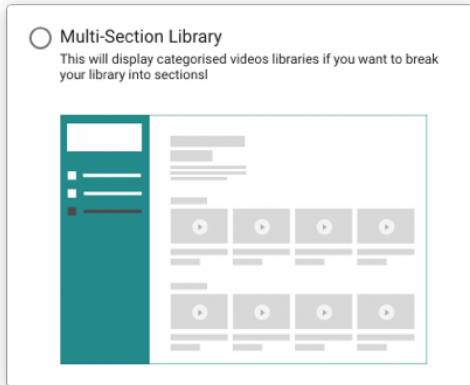 Multi-Section Library
This will display categorised videos libraries if you want to break
your library into sectionsl